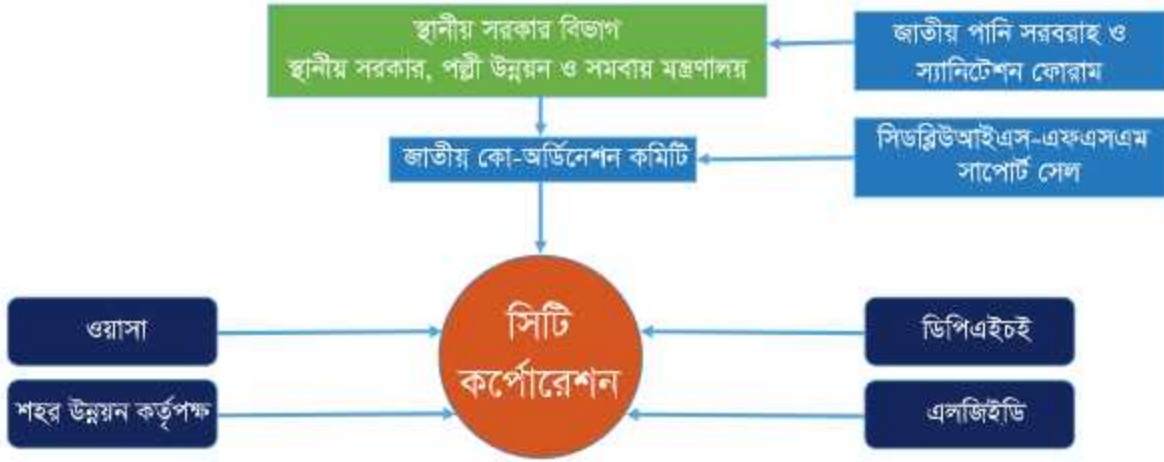 স্থানীয় সরকার বিভাগ
স্থানীয় সরকার, পল্লী উন্নয়ন ও সমবায় মন্ত্রণালয়
জাতীয় পানি সরবরাহ ও
স্যানিটেশন ফোরাম
জাতীয় কো-অর্ডিনেশন কমিটি
সিডব্লিউআইএস-এফএসএম
সাপোর্ট সেল
সিটি
কর্পোরেশন
ওয়াসা
শহর উন্নয়ন কর্তৃপক্ষ
ডিপিএইচই
এলজিইডি